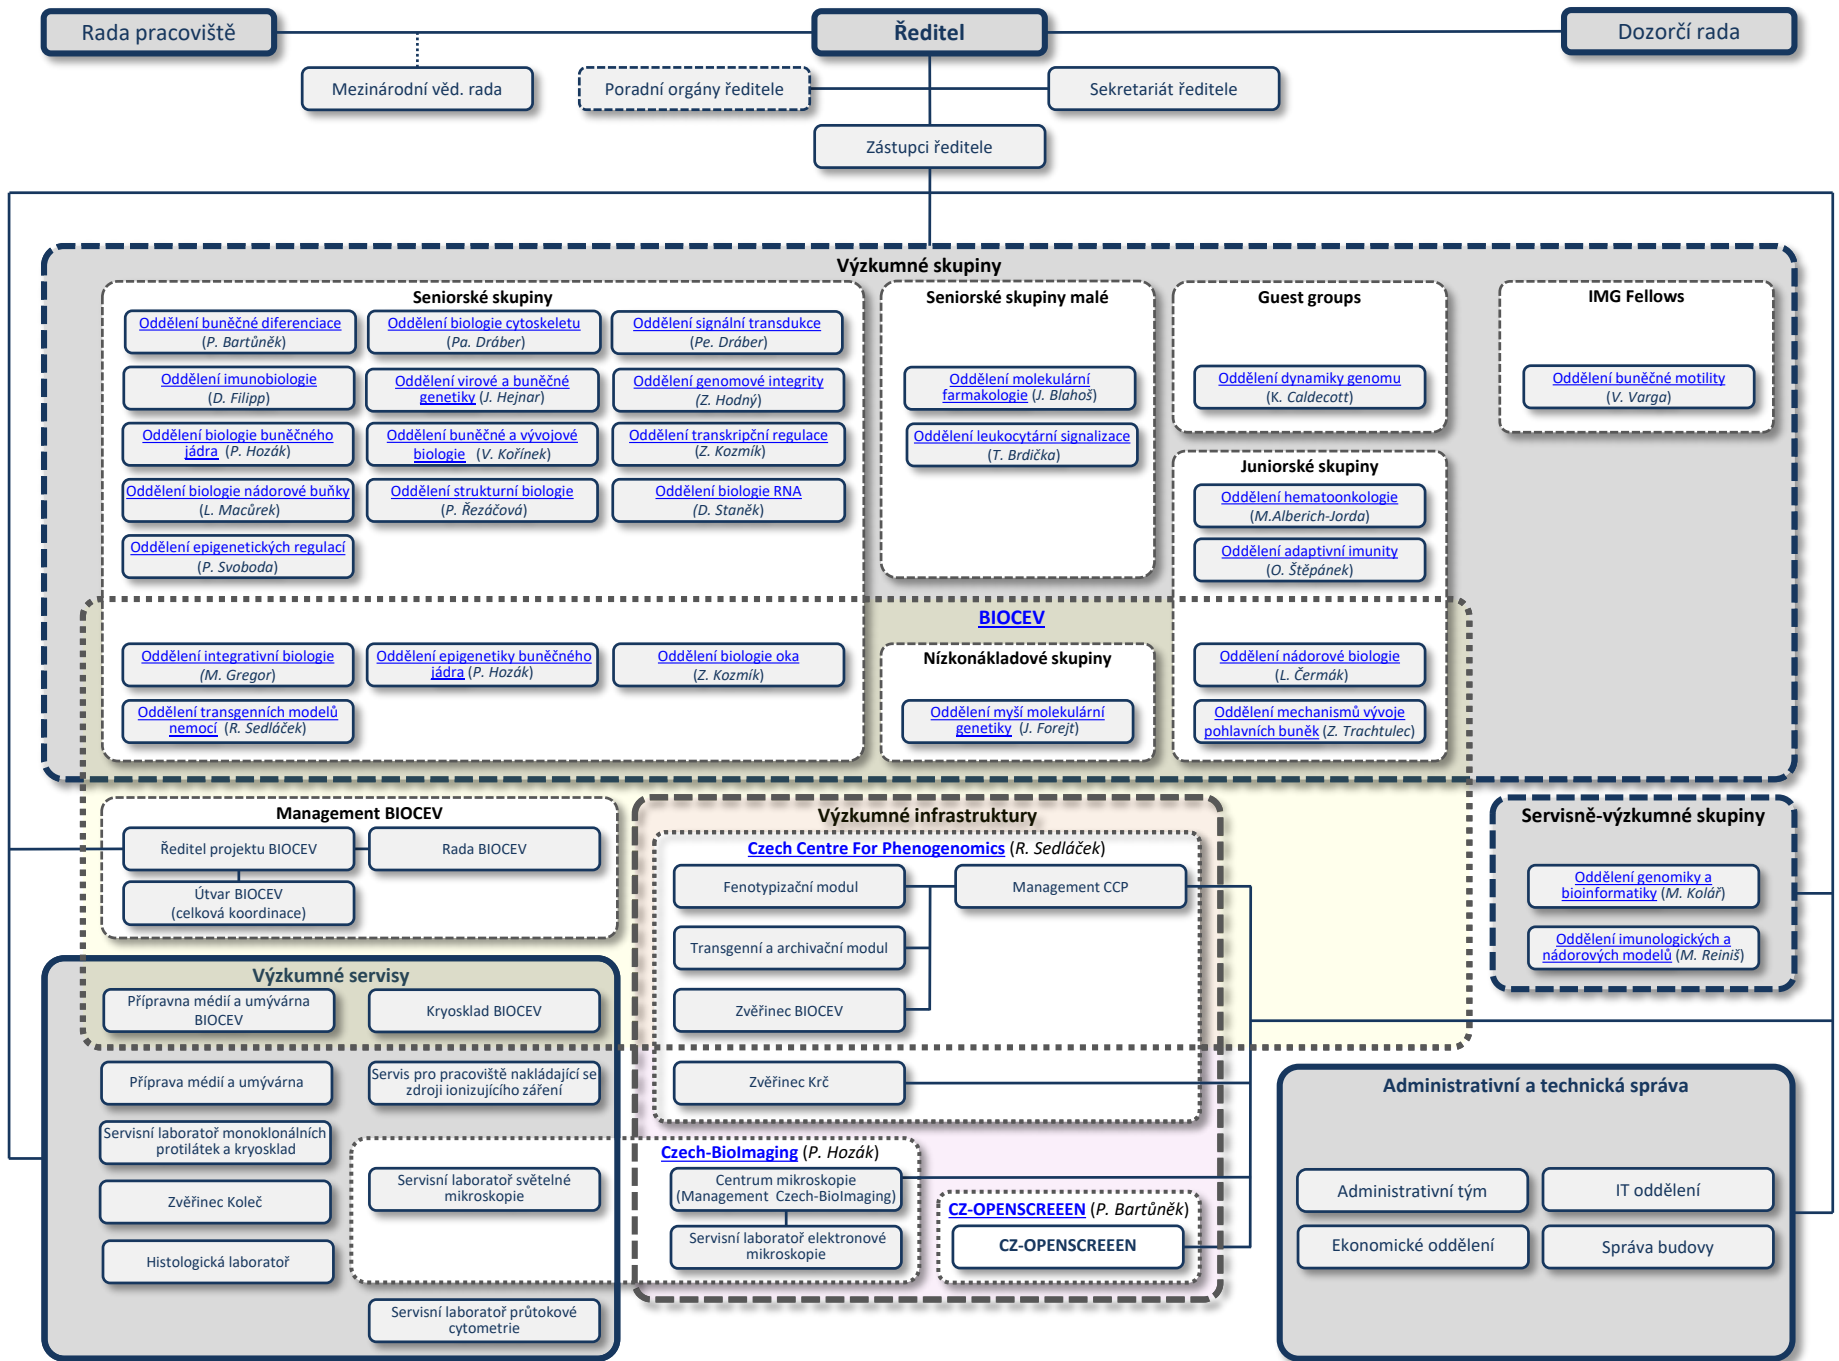 Rada pracoviště
Ředitel
Dozorčí rada
Mezinárodní věd. rada
Poradní orgány ředitele
Sekretariát ředitele
Zástupci ředitele
Výzkumné skupiny
Seniorské skupiny
Oddělení buněčné diferenciace
(P. Bartůněk)
Oddělení biologie cytoskeletu
(Pa. Dráber)
Oddělení signální transdukce
(Pe. Dráber)
Oddělení imunobiologie
(D. Filipp)
Oddělení virové a buněčné
genetiky (J. Hejnar)
Oddělení genomové integrity
(Z. Hodný)
Oddělení biologie buněčného
jádra (P. Hozák)
Oddělení buněčné a vývojové
biologie (V. Kořínek)
Oddělení transkripční regulace
(Z. Kozmík)
Oddělení biologie nádorové buňky
(L. Macůrek)
Oddělení strukturní biologie
(P. Řezáčová)
Oddělení biologie RNA
(D. Staněk)
Oddělení epigenetických regulací
(P. Svoboda)
Seniorské skupiny malé
Oddělení molekulární
farmakologie (J. Blahoš)
Oddělení leukocytární signalizace
(T. Brdička)
Guest groups
Oddělení dynamiky genomu
(K. Caldecott)
IMG Fellows
Oddělení buněčné motility
(V. Varga)
Juniorské skupiny
Oddělení hematoonkologie
(M.Alberich-Jorda)
Oddělení adaptivní imunity
(O. Štěpánek)
BIOCEV
Oddělení integrativní biologie
(M. Gregor)
Oddělení epigenetiky buněčného
jádra (P. Hozák)
Oddělení biologie oka
(Z. Kozmík)
Oddělení transgenních modelů
nemocí (R. Sedláček)
Nízkonákladové skupiny
Oddělení myší molekulární
genetiky (J. Forejt)
Oddělení nádorové biologie
(L. Čermák)
Oddělení mechanismů vývoje
pohlavních buněk (Z. Trachtulec)
Management BIOCEV
Ředitel projektu BIOCEV
Rada BIOCEV
Útvar BIOCEV
(celková koordinace)
Výzkumné infrastruktury
Czech Centre For Phenogenomics (R. Sedláček)
Fenotypizační modul
Management CCP
Transgenní a archivační modul
Zvěřinec BIOCEV
Zvěřinec Krč
Servisně-výzkumné skupiny
Oddělení genomiky a
bioinformatiky (M. Kolář)
Oddělení imunologických a
nádorových modelů (M. Reiniš)
Výzkumné servisy
Přípravna médií a umývárna
BIOCEV
Kryosklad BIOCEV
Příprava médií a umývárna
Servis pro pracoviště nakládající se
zdroji ionizujícího záření
Servisní laboratoř monoklonálních
protilátek a kryosklad
Servisní laboratoř světelné
mikroskopie
Zvěřinec Koleč
Histologická laboratoř
Servisní laboratoř průtokové
cytometrie
Czech-BioImaging (P. Hozák)
Centrum mikroskopie
(Management Czech-BioImaging)
Servisní laboratoř elektronové
mikroskopie
CZ-OPENSCREEEN (P. Bartůněk)
CZ-OPENSCREEEN
Administrativní a technická správa
Administrativní tým
IT oddělení
Ekonomické oddělení
Správa budovy